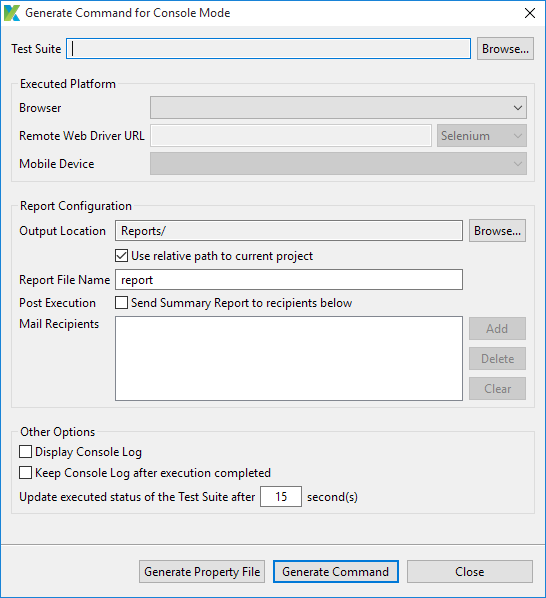 Generate Command for Console Mode
Test Suite Browse...
Executed Platform
Browser
Remote Web Driver URL Selenium
Mobile Device
Report Configuration
Output Location Reports/ Browse...
Use relative path to current project
Report File Name report
Post Execution Send Summary Report to recipients below
Mail Recipients Add
Delete
Clear
Other Options
Display Console Log
Keep Console Log after execution completed
Update executed status of the Test Suite after 15 second(s)
Generate Property File Generate Command Close